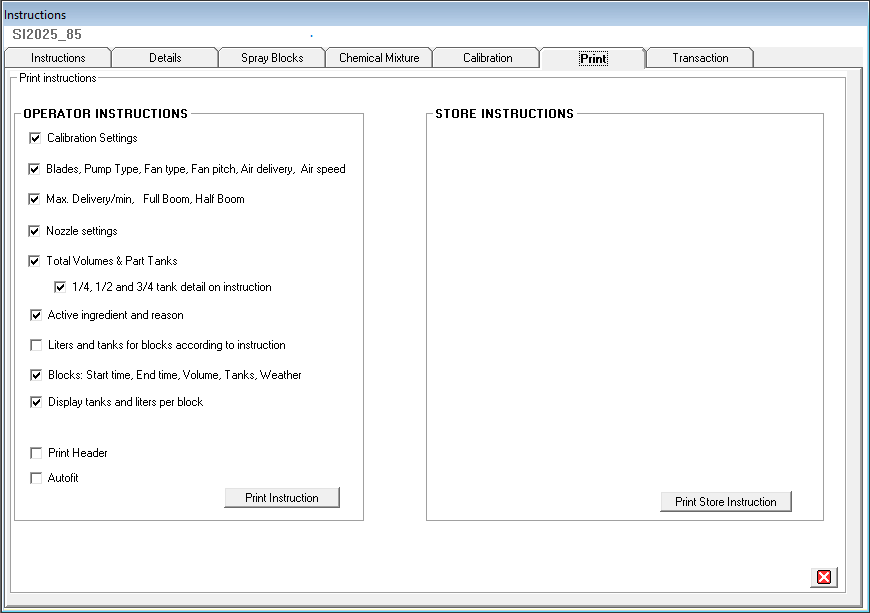 Instructions
SI2025_85
Instructions Details Spray Blocks Chemical Mixture Calibration Print Transaction
Print instructions
OPERATOR INSTRUCTIONS
Calibration Settings
Blades, Pump Type, Fan type, Fan pitch, Air delivery, Air speed
Max. Delivery/min, Full Boom, Half Boom
Nozzle settings
Total Volumes & Part Tanks
1/4, 1/2 and 3/4 tank detail on instruction
Active ingredient and reason
Liters and tanks for blocks according to instruction
Blocks: Start time, End time, Volume, Tanks, Weather
Display tanks and liters per block
Print Header
Autofit
Print Instruction
STORE INSTRUCTIONS
Print Store Instruction